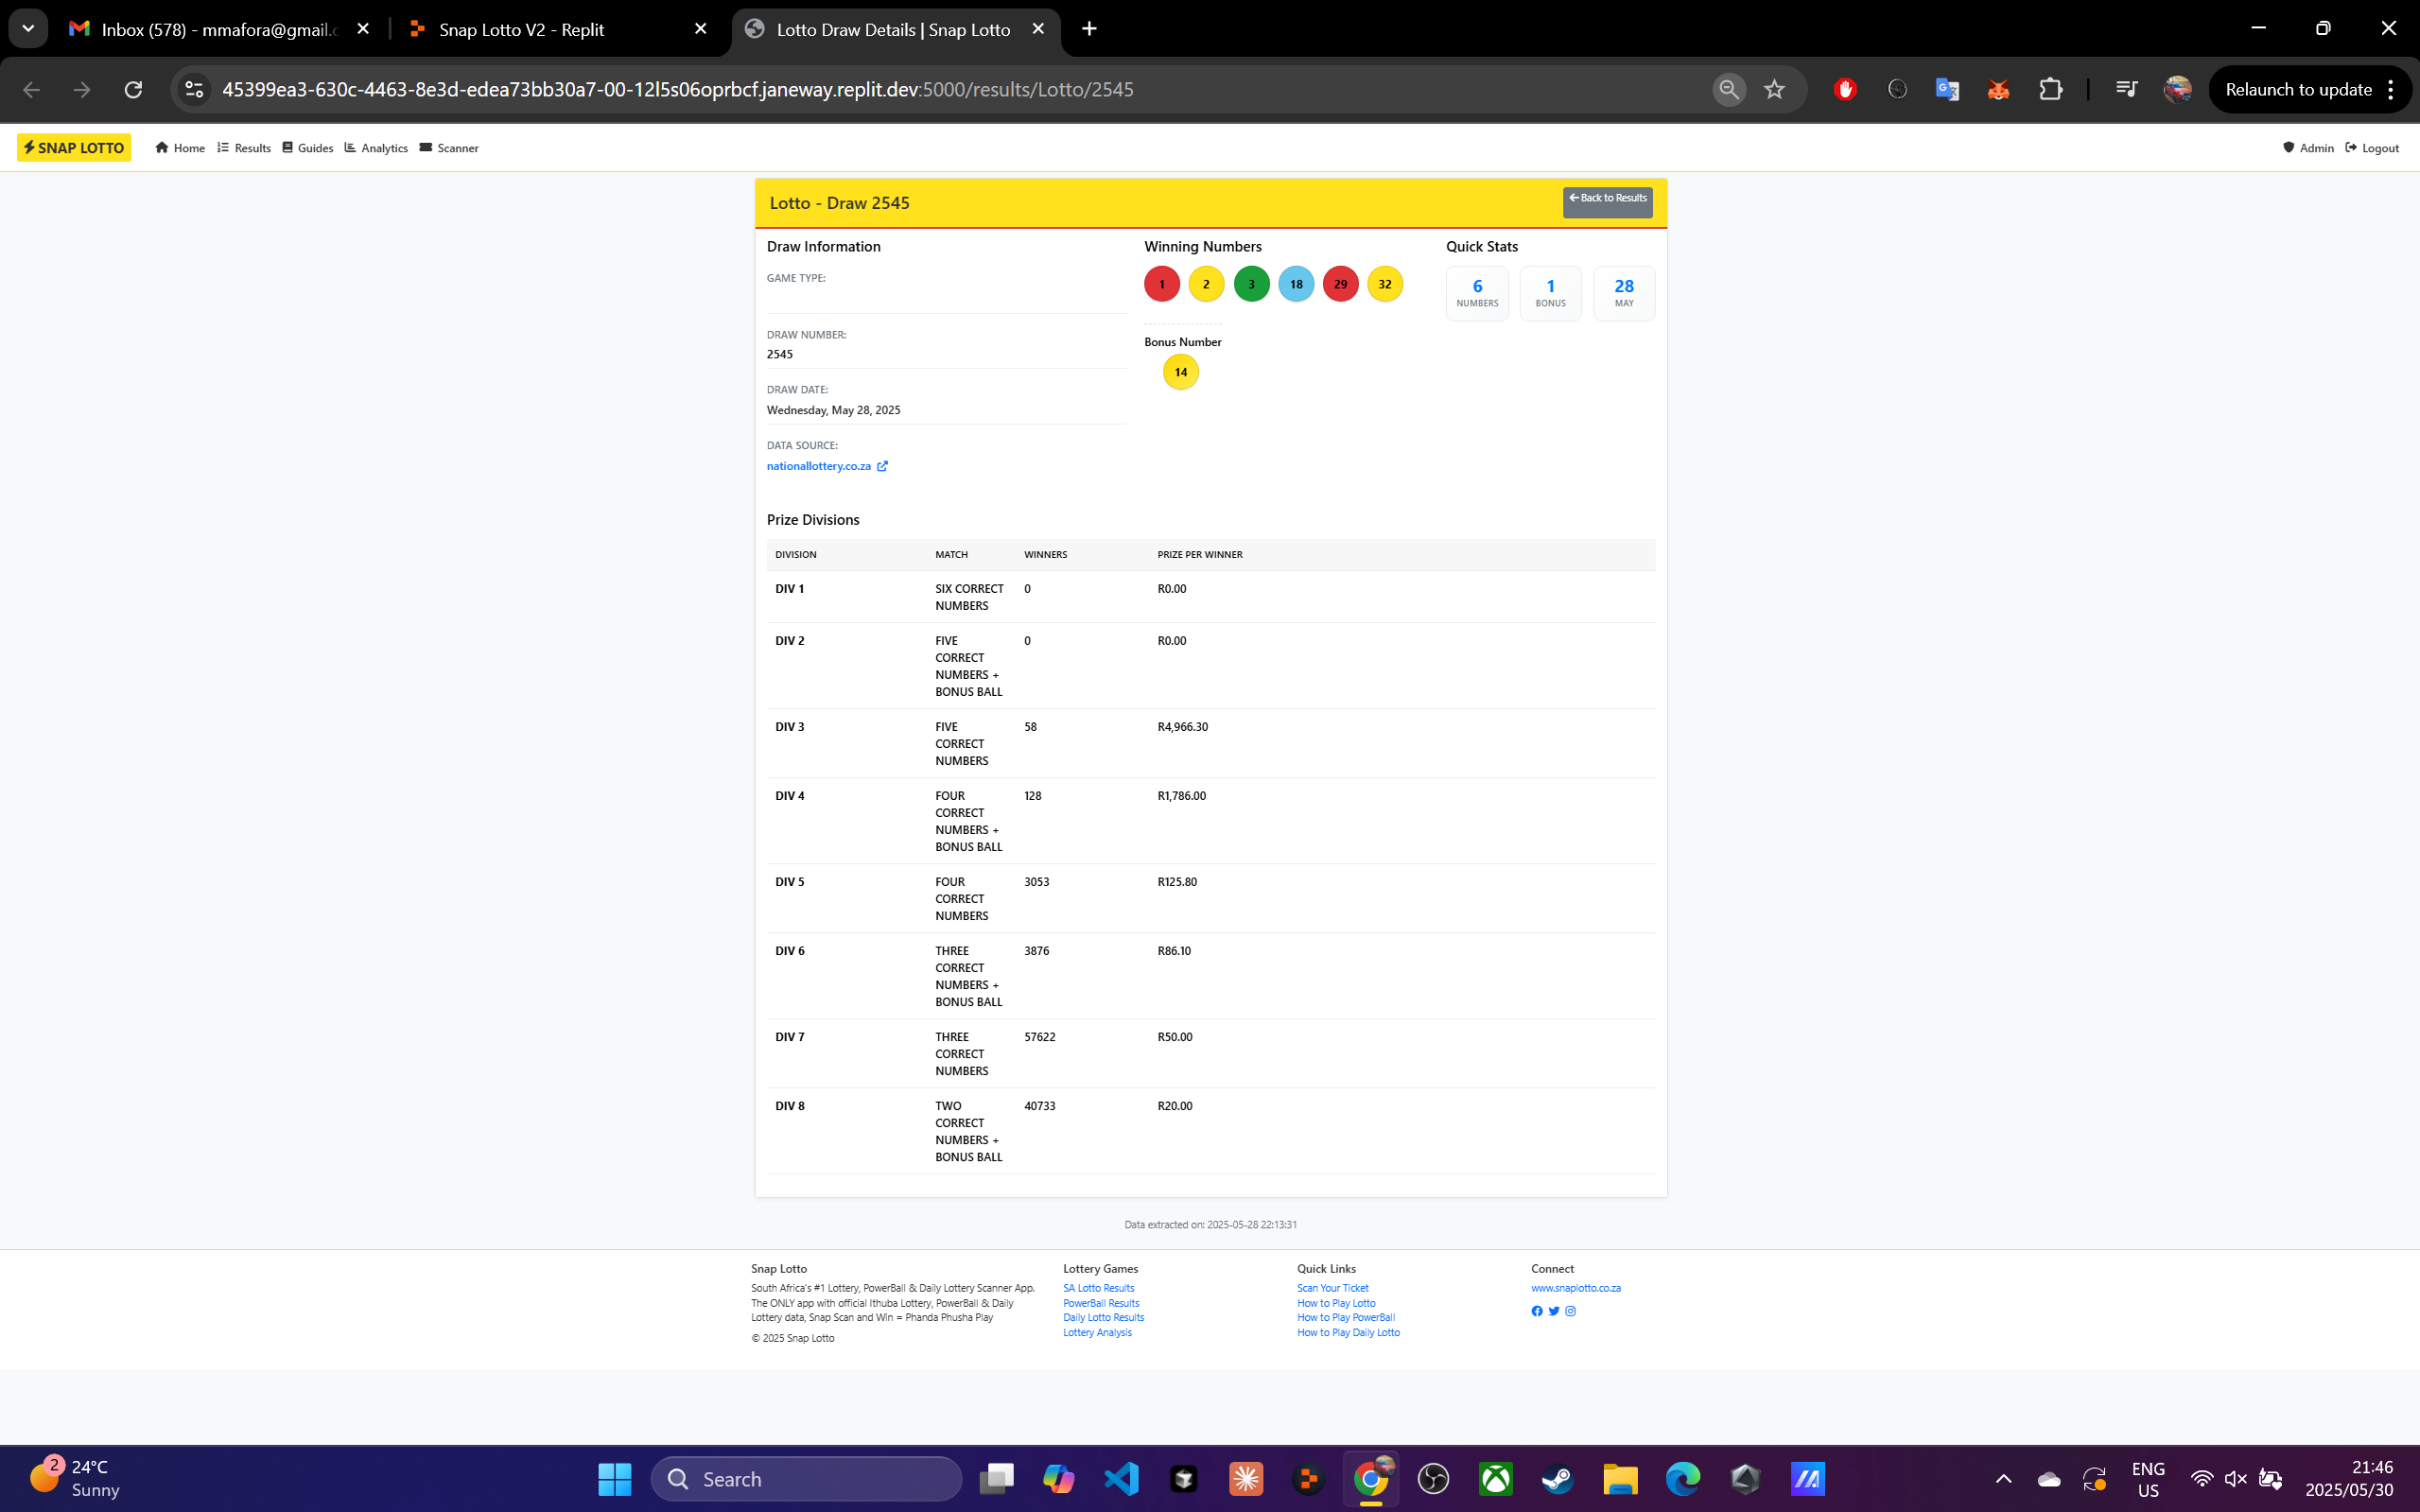 Inbox (578) - mmafora@gmail.c
Snap Lotto V2 - Replit
Lotto Draw Details | Snap Lotto
45399ea3-630c-4463-8e3d-edea73bb30a7-00-12l5s06oprbcf.janeway.replit.dev:5000/results/Lotto/2545
Relaunch to update
SNAP LOTTO
Home
Results
Guides
Analytics
Scanner
Admin
Logout
Lotto - Draw 2545
Back to Results
Draw Information
GAME TYPE:
DRAW NUMBER:
2545
DRAW DATE:
Wednesday, May 28, 2025
DATA SOURCE:
nationallottery.co.za
Winning Numbers
1 2 3 18 29 32
Bonus Number
14
Quick Stats
6
NUMBERS
1
BONUS
28
MAY
Prize Divisions
DIVISION MATCH WINNERS PRIZE PER WINNER
DIV 1 SIX CORRECT 0 R0.00
NUMBERS
DIV 2 FIVE 0 R0.00
CORRECT
NUMBERS +
BONUS BALL
DIV 3 FIVE 58 R4,966.30
CORRECT
NUMBERS
DIV 4 FOUR 128 R1,786.00
CORRECT
NUMBERS +
BONUS BALL
DIV 5 FOUR 3053 R125.80
CORRECT
NUMBERS
DIV 6 THREE 3876 R86.10
CORRECT
NUMBERS +
BONUS BALL
DIV 7 THREE 57622 R50.00
CORRECT
NUMBERS
DIV 8 TWO 40733 R20.00
CORRECT
NUMBERS +
BONUS BALL
Data extracted on: 2025-05-28 22:13:31
Snap Lotto
South Africa's #1 Lottery, PowerBall & Daily Lottery Scanner App.
The ONLY app with official Ithuba Lottery, PowerBall & Daily
Lottery data, Snap Scan and Win = Phanda Phusha Play
© 2025 Snap Lotto
Lottery Games
SA Lotto Results
PowerBall Results
Daily Lotto Results
Lottery Analysis
Quick Links
Scan Your Ticket
How to Play Lotto
How to Play PowerBall
How to Play Daily Lotto
Connect
www.snaplotto.co.za
2
24°C
Sunny
Search
ENG
US
21:46
2025/05/30